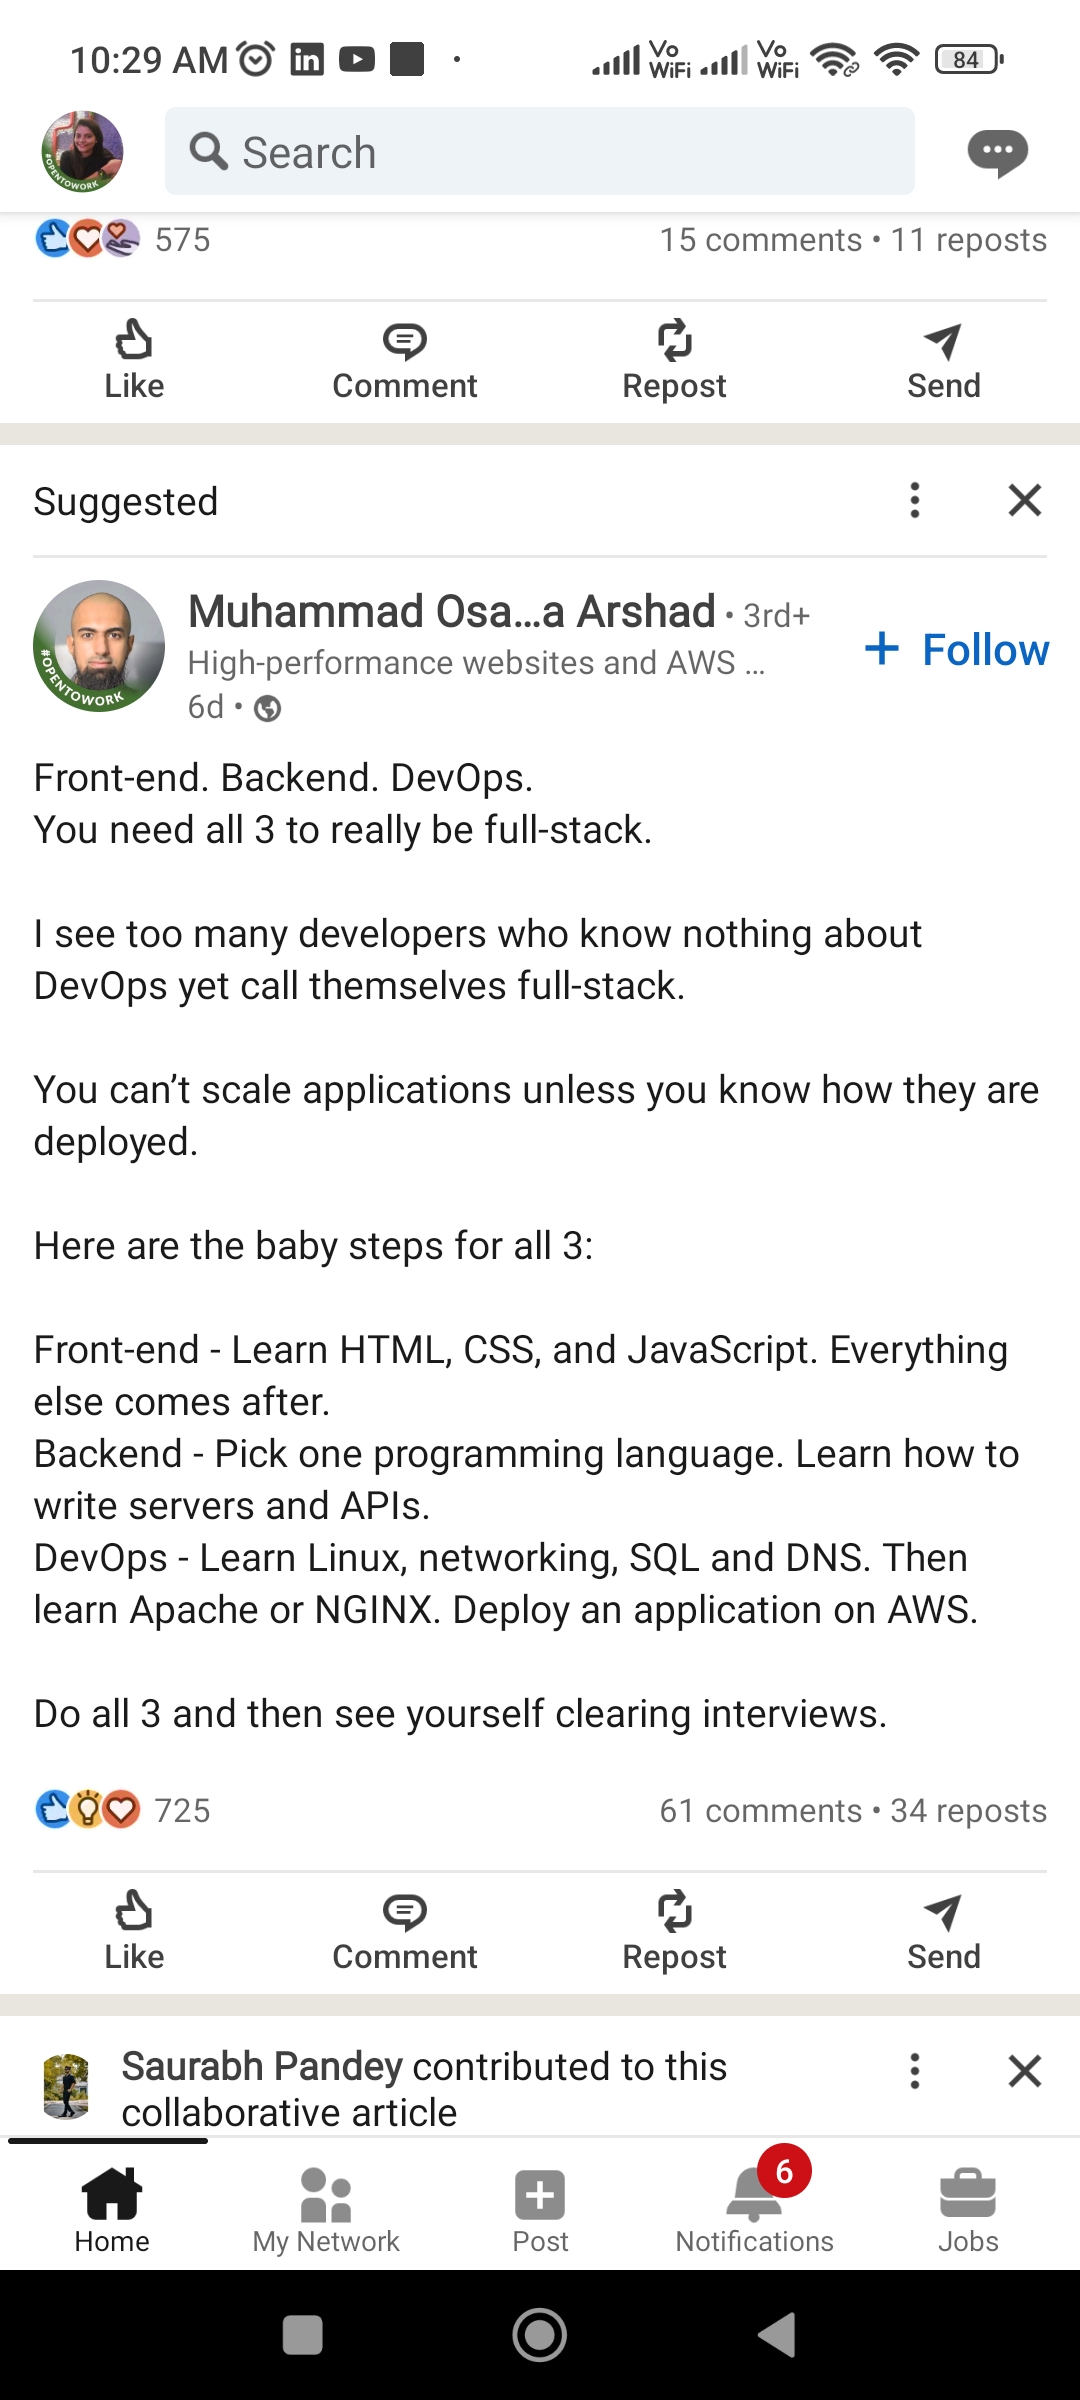 10:29 AM
Vo WiFi
Vo WiFi
84
#OPENTOWORK
Search
575
15 comments • 11 reposts
Like
Comment
Repost
Send
Suggested
#OPENTOWORK
Muhammad Osa...a Arshad • 3rd+
High-performance websites and AWS ...
6d •
+ Follow
Front-end. Backend. DevOps.
You need all 3 to really be full-stack.
I see too many developers who know nothing about
DevOps yet call themselves full-stack.
You can’t scale applications unless you know how they are
deployed.
Here are the baby steps for all 3:
Front-end - Learn HTML, CSS, and JavaScript. Everything
else comes after.
Backend - Pick one programming language. Learn how to
write servers and APIs.
DevOps - Learn Linux, networking, SQL and DNS. Then
learn Apache or NGINX. Deploy an application on AWS.
Do all 3 and then see yourself clearing interviews.
725
61 comments • 34 reposts
Like
Comment
Repost
Send
Saurabh Pandey contributed to this
collaborative article
6
Home
My Network
Post
Notifications
Jobs